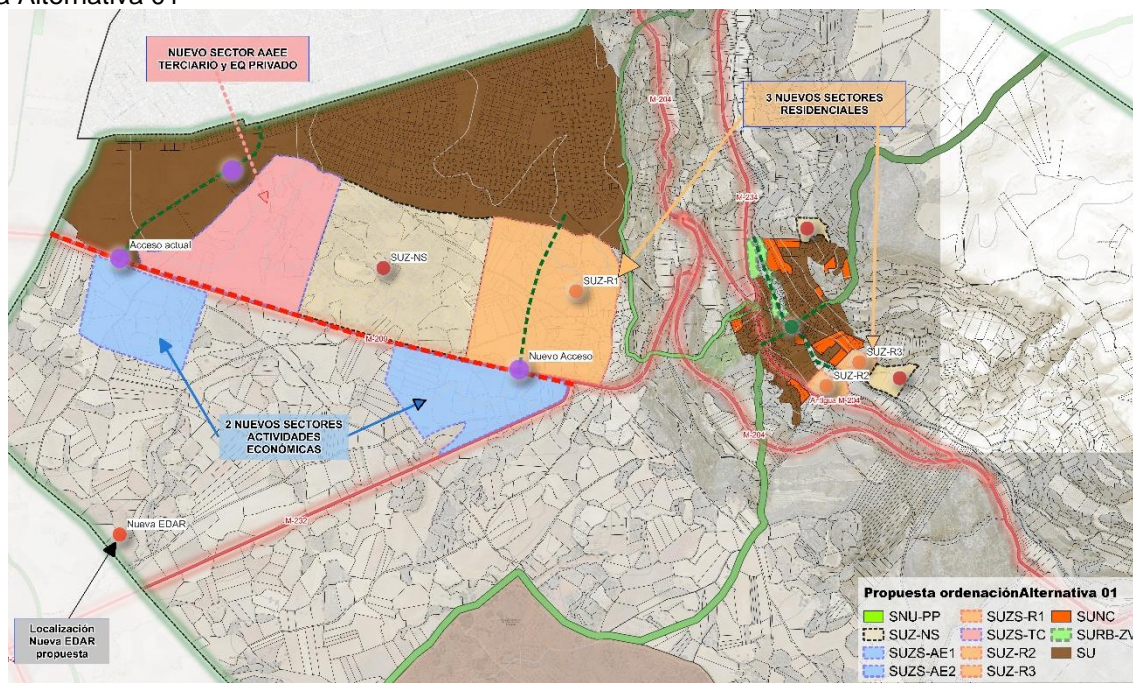 a Alternativa 01
NUEVO SECTOR AAEE
TERCIARIO y EQ PRIVADO
M-204
3 NUEVOS SECTORES
RESIDENCIALES
M-234
Acceso actual
SUZ-NS
SUZ-R1
M-209
Nuevo Acceso
SUZ-R3
SUZ-R2
Antigua M-204
2 NUEVOS SECTORES
ACTIVIDADES
ECONÓMICAS
M-204
M-232
Nueva EDAR
Localización
Nueva EDAR
propuesta
Propuesta ordenaciónAlternativa 01
SNU-PP
SUZS-R1
SUNC
SUZ-NS
SUZS-TC
SURB-ZV
SUZS-AE1
SUZ-R2
SU
SUZS-AE2
SUZ-R3